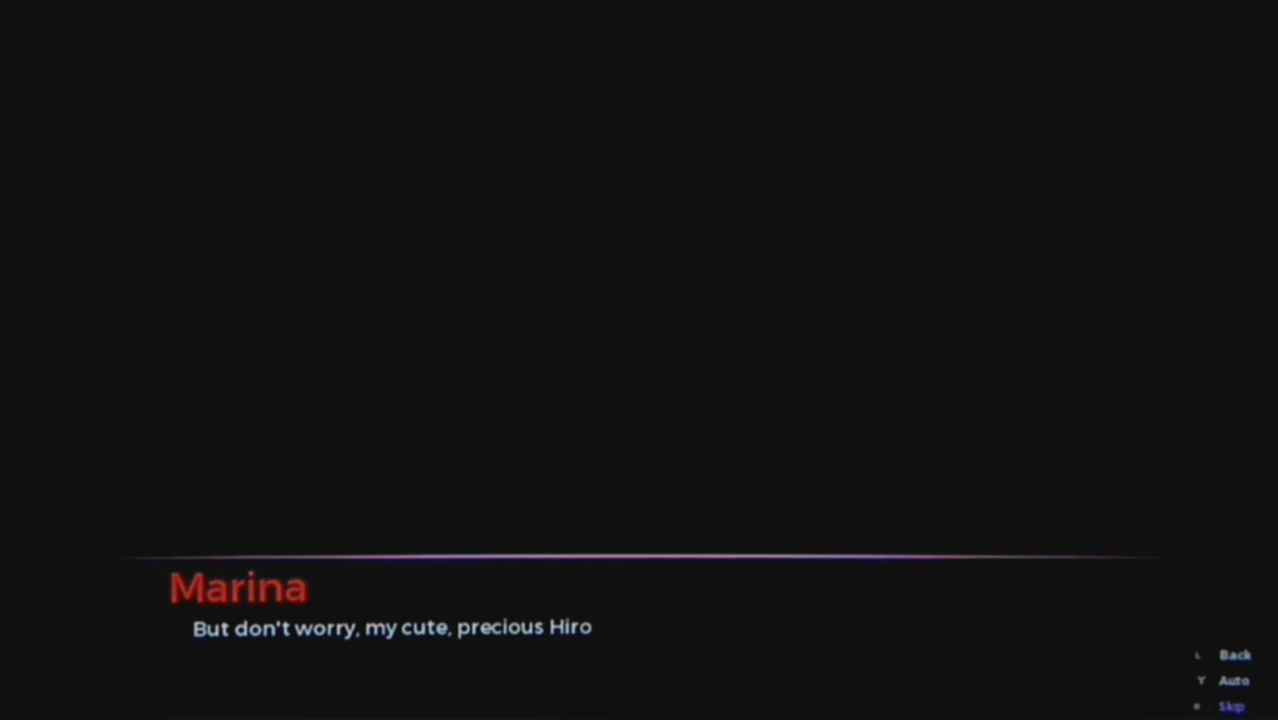 Marina
But don't worry, my cute, precious Hiro
L Back
Y Auto
Skip